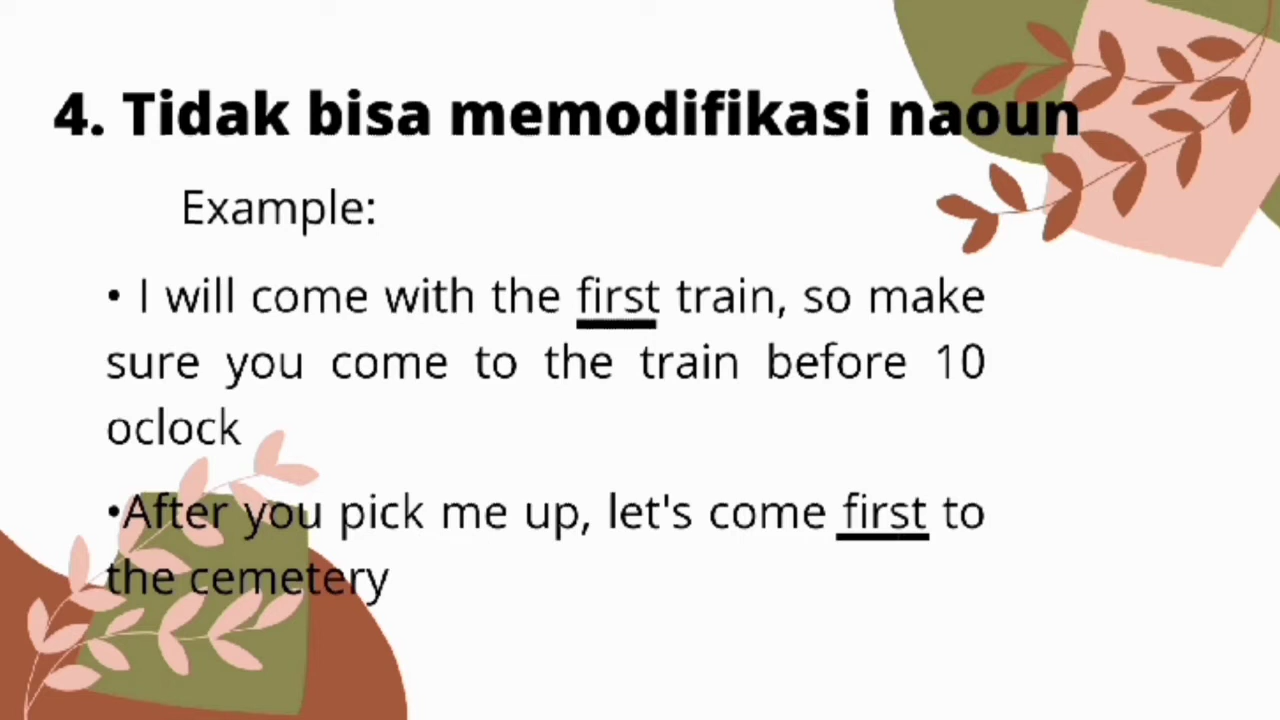 4. Tidak bisa memodifikasi naoun
Example:
• I will come with the first train, so make
sure you come to the train before 10
oclock
•After you pick me up, let's come first to
the cemetery